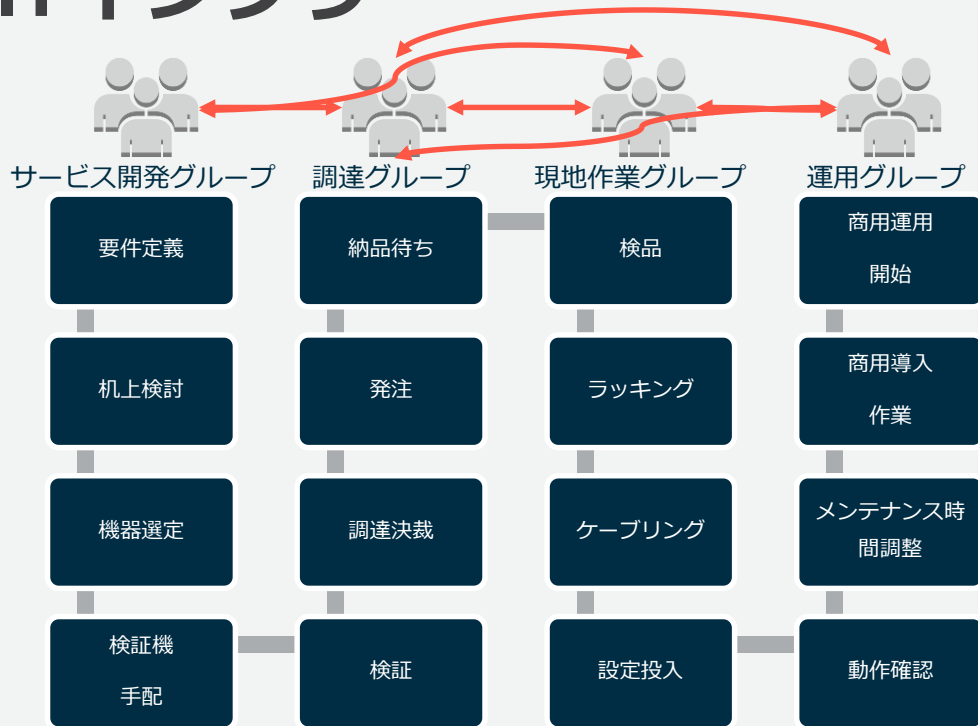 サービス開発グループ
調達グループ
現地作業グループ
運用グループ
要件定義
納品待ち
検品
商用運用
開始
机上検討
発注
ラッキング
商用導入
作業
機器選定
調達決裁
ケーブリング
メンテナンス時
間調整
検証機
手配
検証
設定投入
動作確認